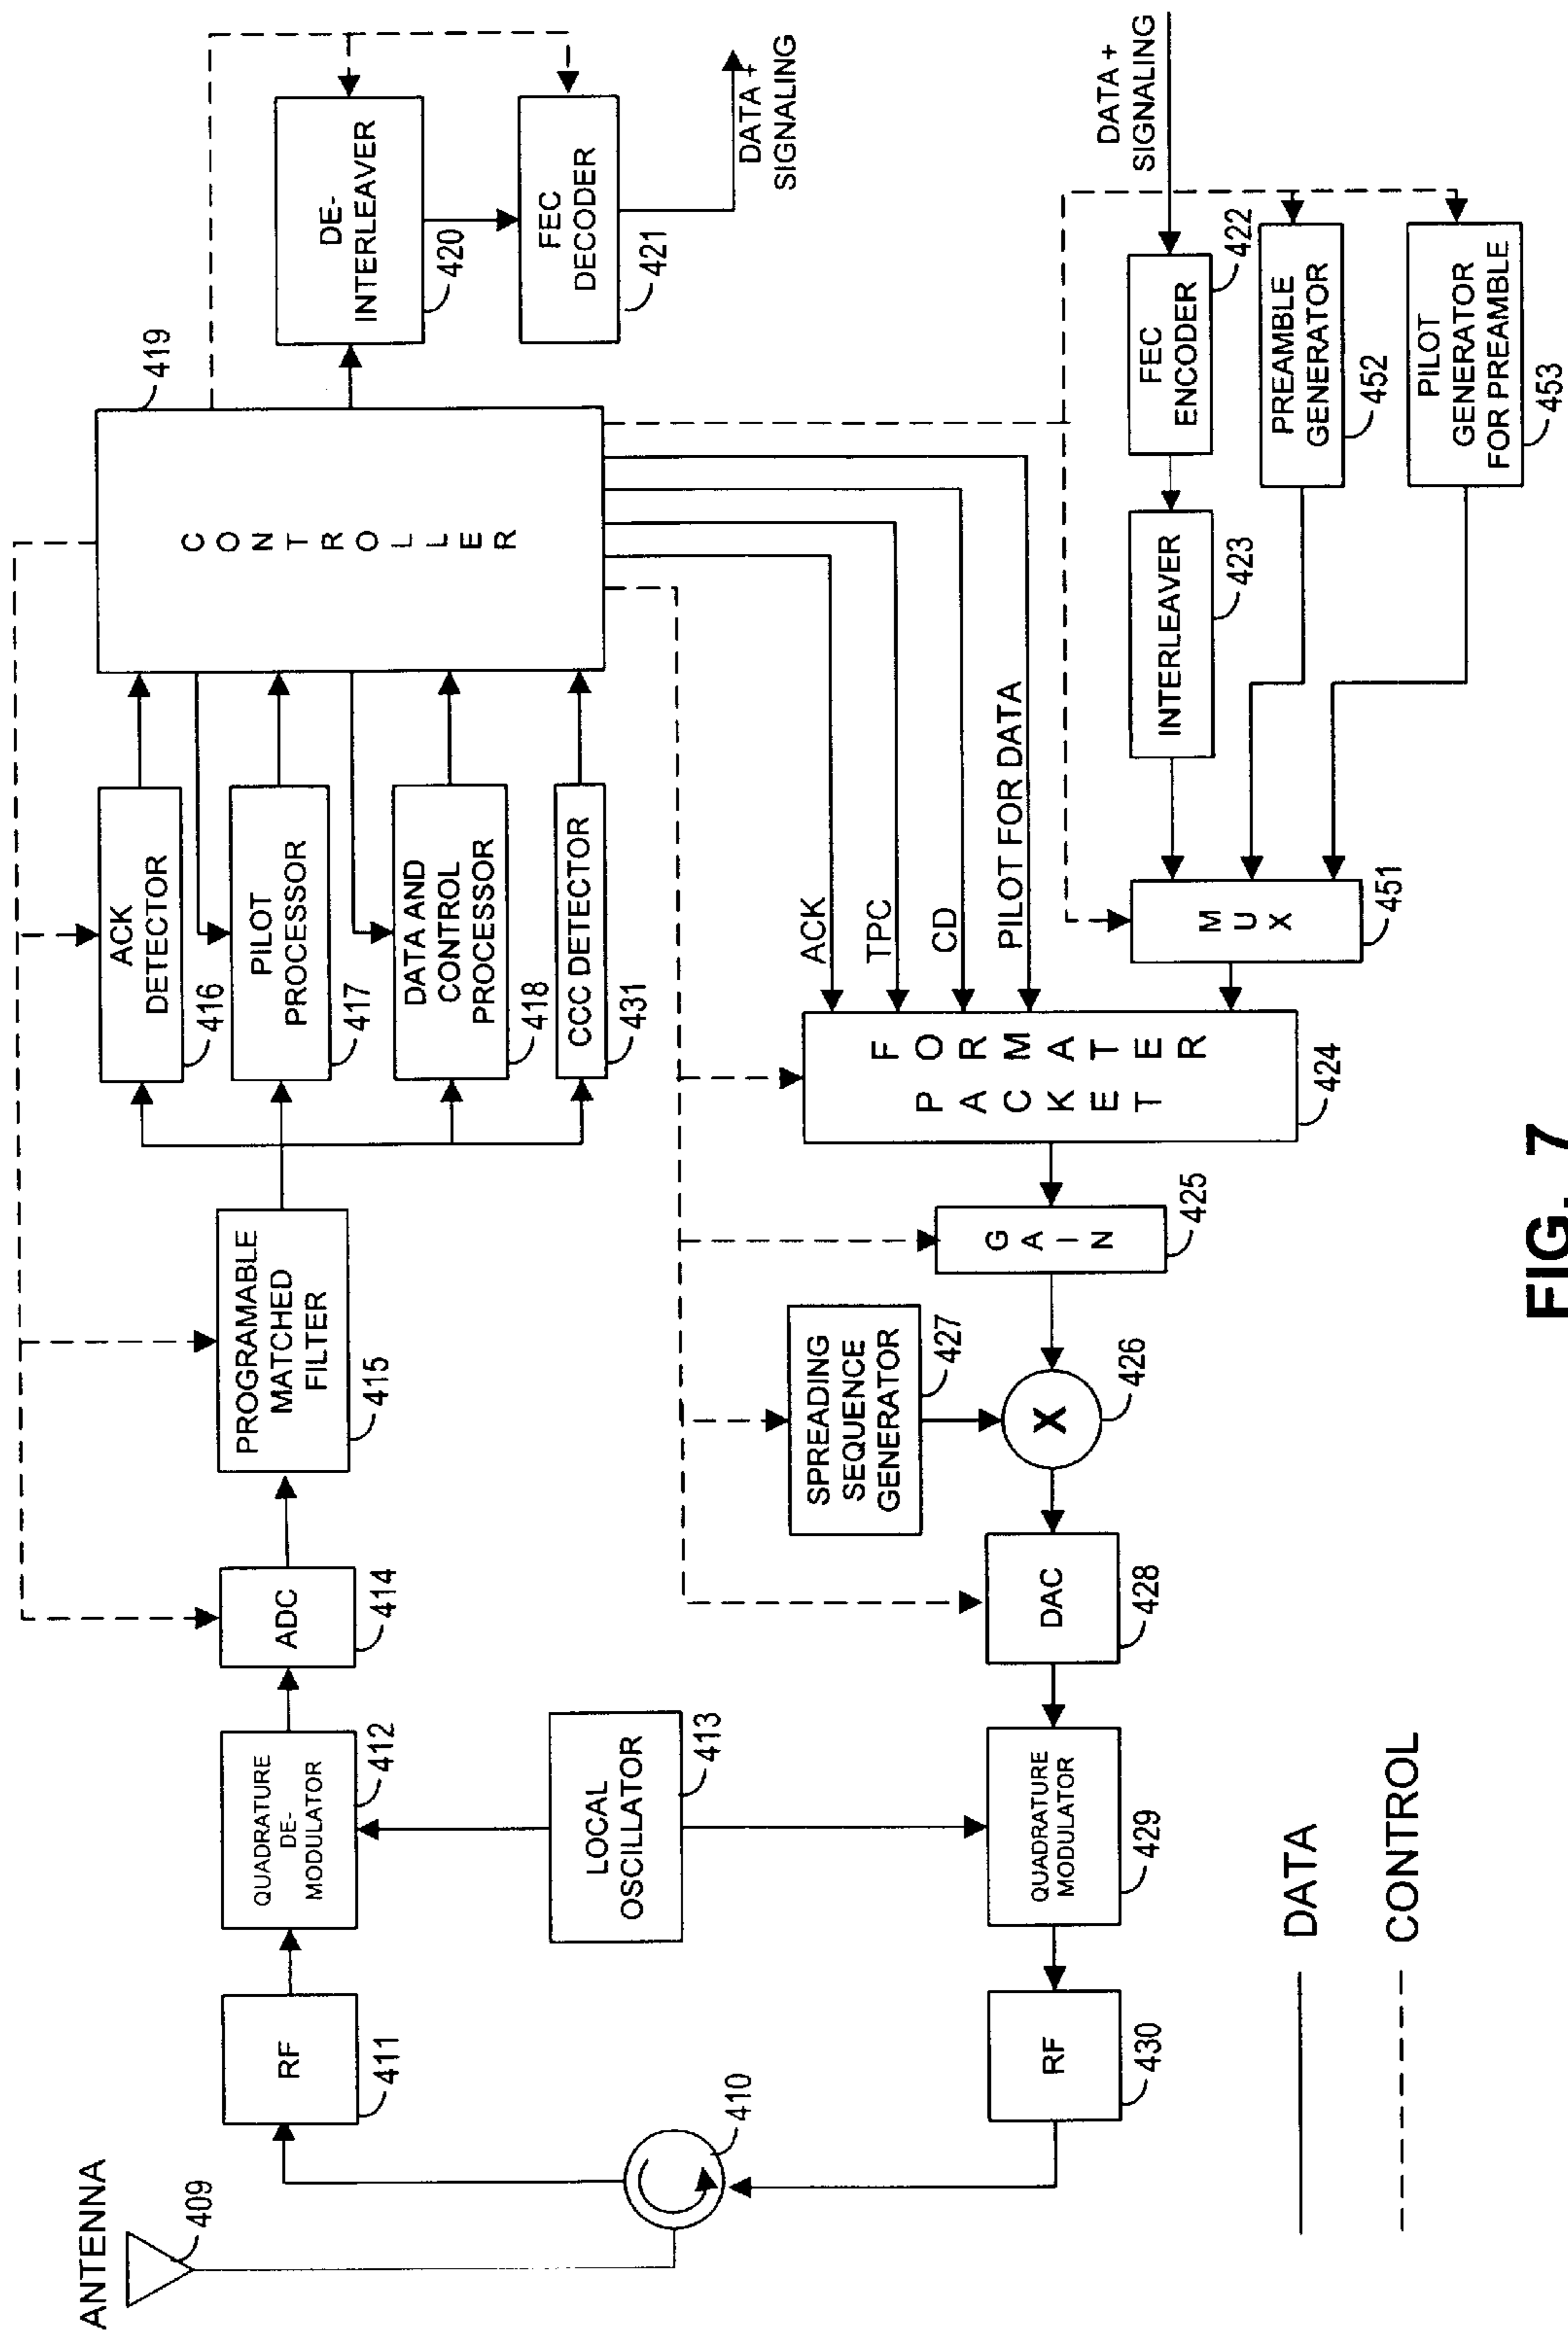 ANTENNA
409
410
RF
411
QUADRATURE
DE-
MODULATOR
412
LOCAL
OSCILLATOR
413
ADC
414
PROGRAMABLE
MATCHED
FILTER
415
ACK
DETECTOR
416
PILOT
PROCESSOR
417
DATA AND
CONTROL
PROCESSOR
418
CCC DETECTOR
431
CONTROLLER
419
DE-
INTERLEAVER
420
FEC
DECODER
421
DATA +
SIGNALING
RF
430
QUADRATURE
MODULATOR
429
DAC
428
SPREADING
SEQUENCE
GENERATOR
427
X
426
GAIN
425
PACKET
FORMATTER
424
ACK
TPC
CD
PILOT FOR DATA
MUX
451
INTERLEAVER
423
FEC
ENCODER
422
DATA +
SIGNALING
PREAMBLE
GENERATOR
452
PILOT
GENERATOR
FOR PREAMBLE
453
DATA
CONTROL
FIG. 7